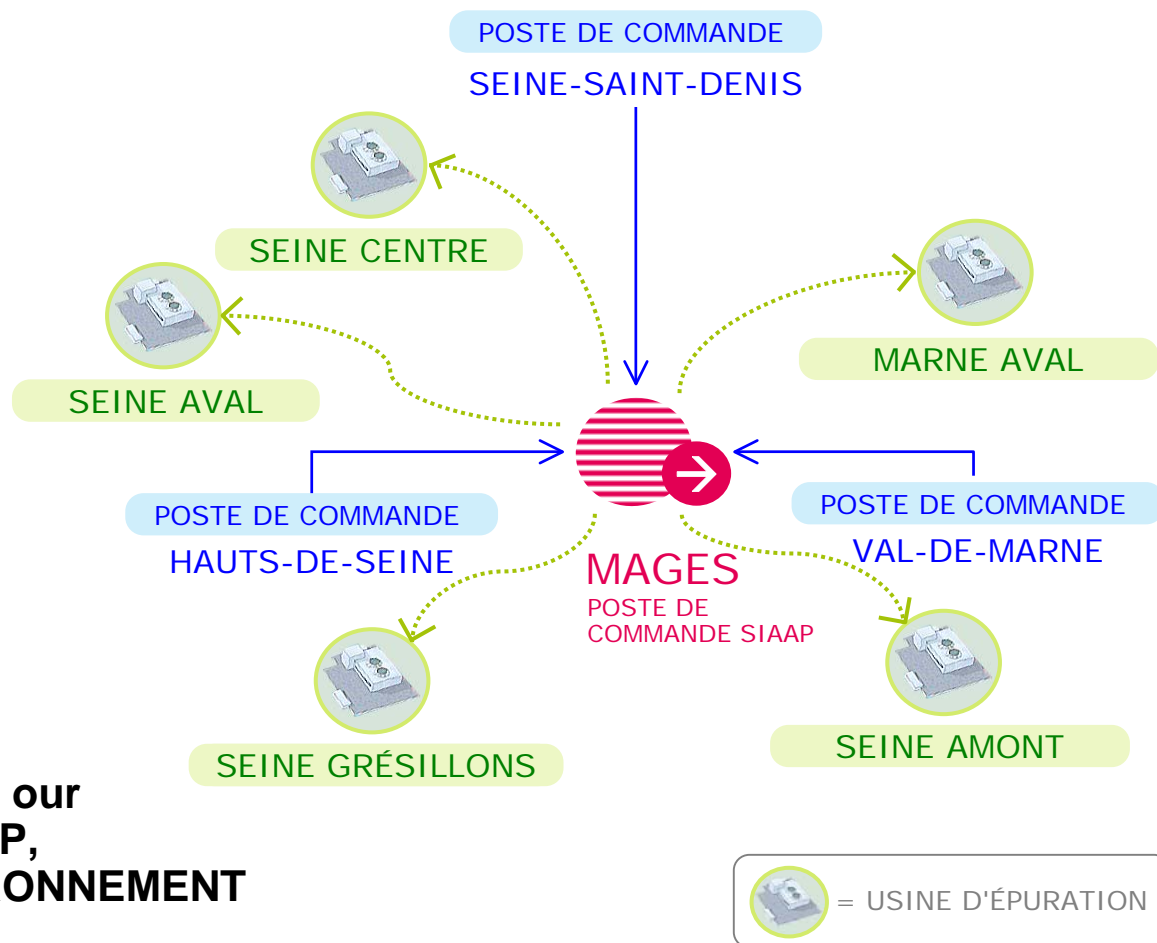 POSTE DE COMMANDE
SEINE-SAINT-DENIS
SEINE CENTRE
MARNE AVAL
SEINE AVAL
POSTE DE COMMANDE
HAUTS-DE-SEINE
POSTE DE COMMANDE
VAL-DE-MARNE
MAGES
POSTE DE
COMMANDE SIAAP
SEINE GRÉSILLONS
SEINE AMONT
our
P,
ONNEMENT
= USINE D'ÉPURATION